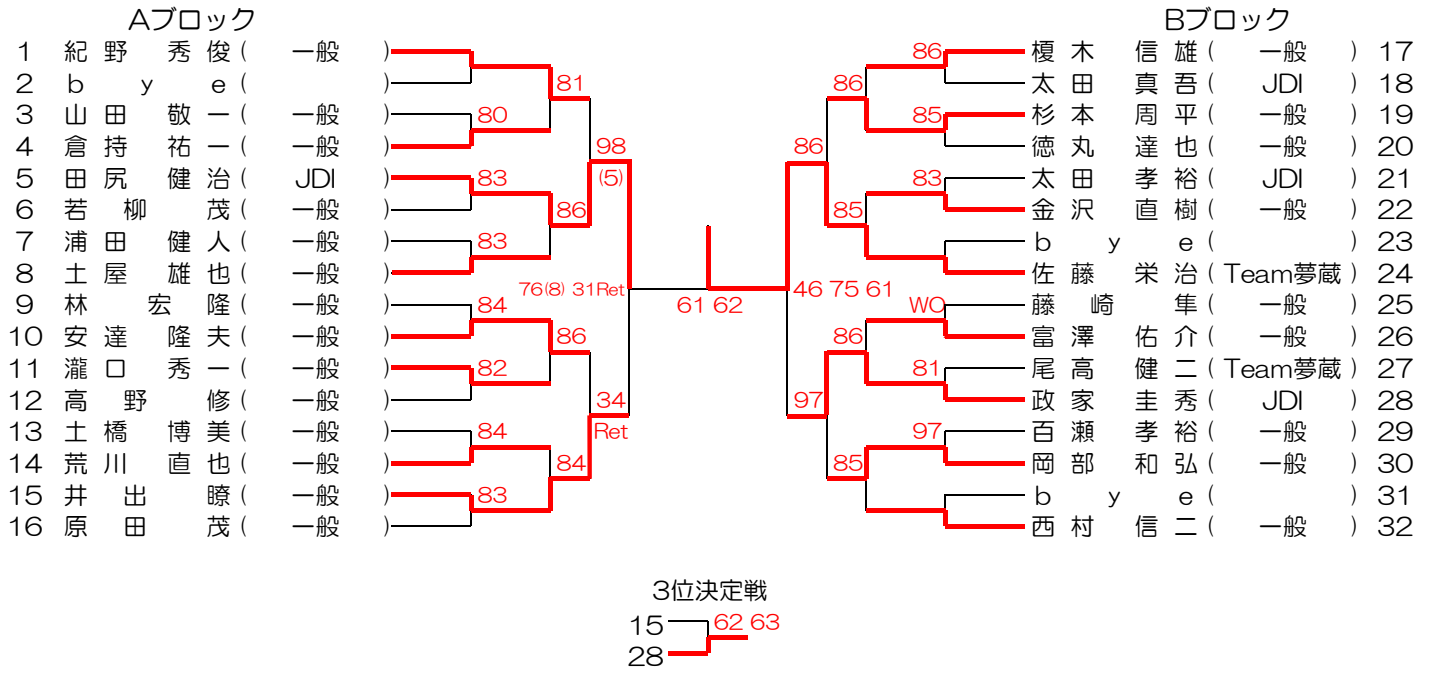 Aブロック Bブロック
1 紀野 秀俊( 一般 ) 86 榎木 信雄( 一般 ) 17
2 bye( ) 81 86 太田 真吾( JDI ) 18
3 山田 敬一( 一般 ) 80 85 杉本 周平( 一般 ) 19
4 倉持 祐一( 一般 ) 98 86 徳丸 達也( 一般 ) 20
5 田尻 健治( JDI ) 83 (5) 83 太田 孝裕( JDI ) 21
6 若柳 茂( 一般 ) 86 85 金沢 直樹( 一般 ) 22
7 浦田 健人( 一般 ) 83 bye( ) 23
8 土屋 雄也( 一般 ) 76(8) 31Ret 46 75 61 佐藤 栄治( Team夢蔵 ) 24
9 林 宏隆( 一般 ) 84 61 62 WO 藤崎 隼( 一般 ) 25
10 安達 隆夫( 一般 ) 86 86 富澤 佑介( 一般 ) 26
11 瀧口 秀一( 一般 ) 82 81 尾高 健二( Team夢蔵 ) 27
12 高野 修( 一般 ) 34 97 政家 圭秀( JDI ) 28
13 土橋 博美( 一般 ) 84 Ret 97 百瀬 孝裕( 一般 ) 29
14 荒川 直也( 一般 ) 84 85 岡部 和弘( 一般 ) 30
15 井出 瞭( 一般 ) 83 bye( ) 31
16 原田 茂( 一般 ) 西村 信二( 一般 ) 32
3位決定戦
15 62 63
28